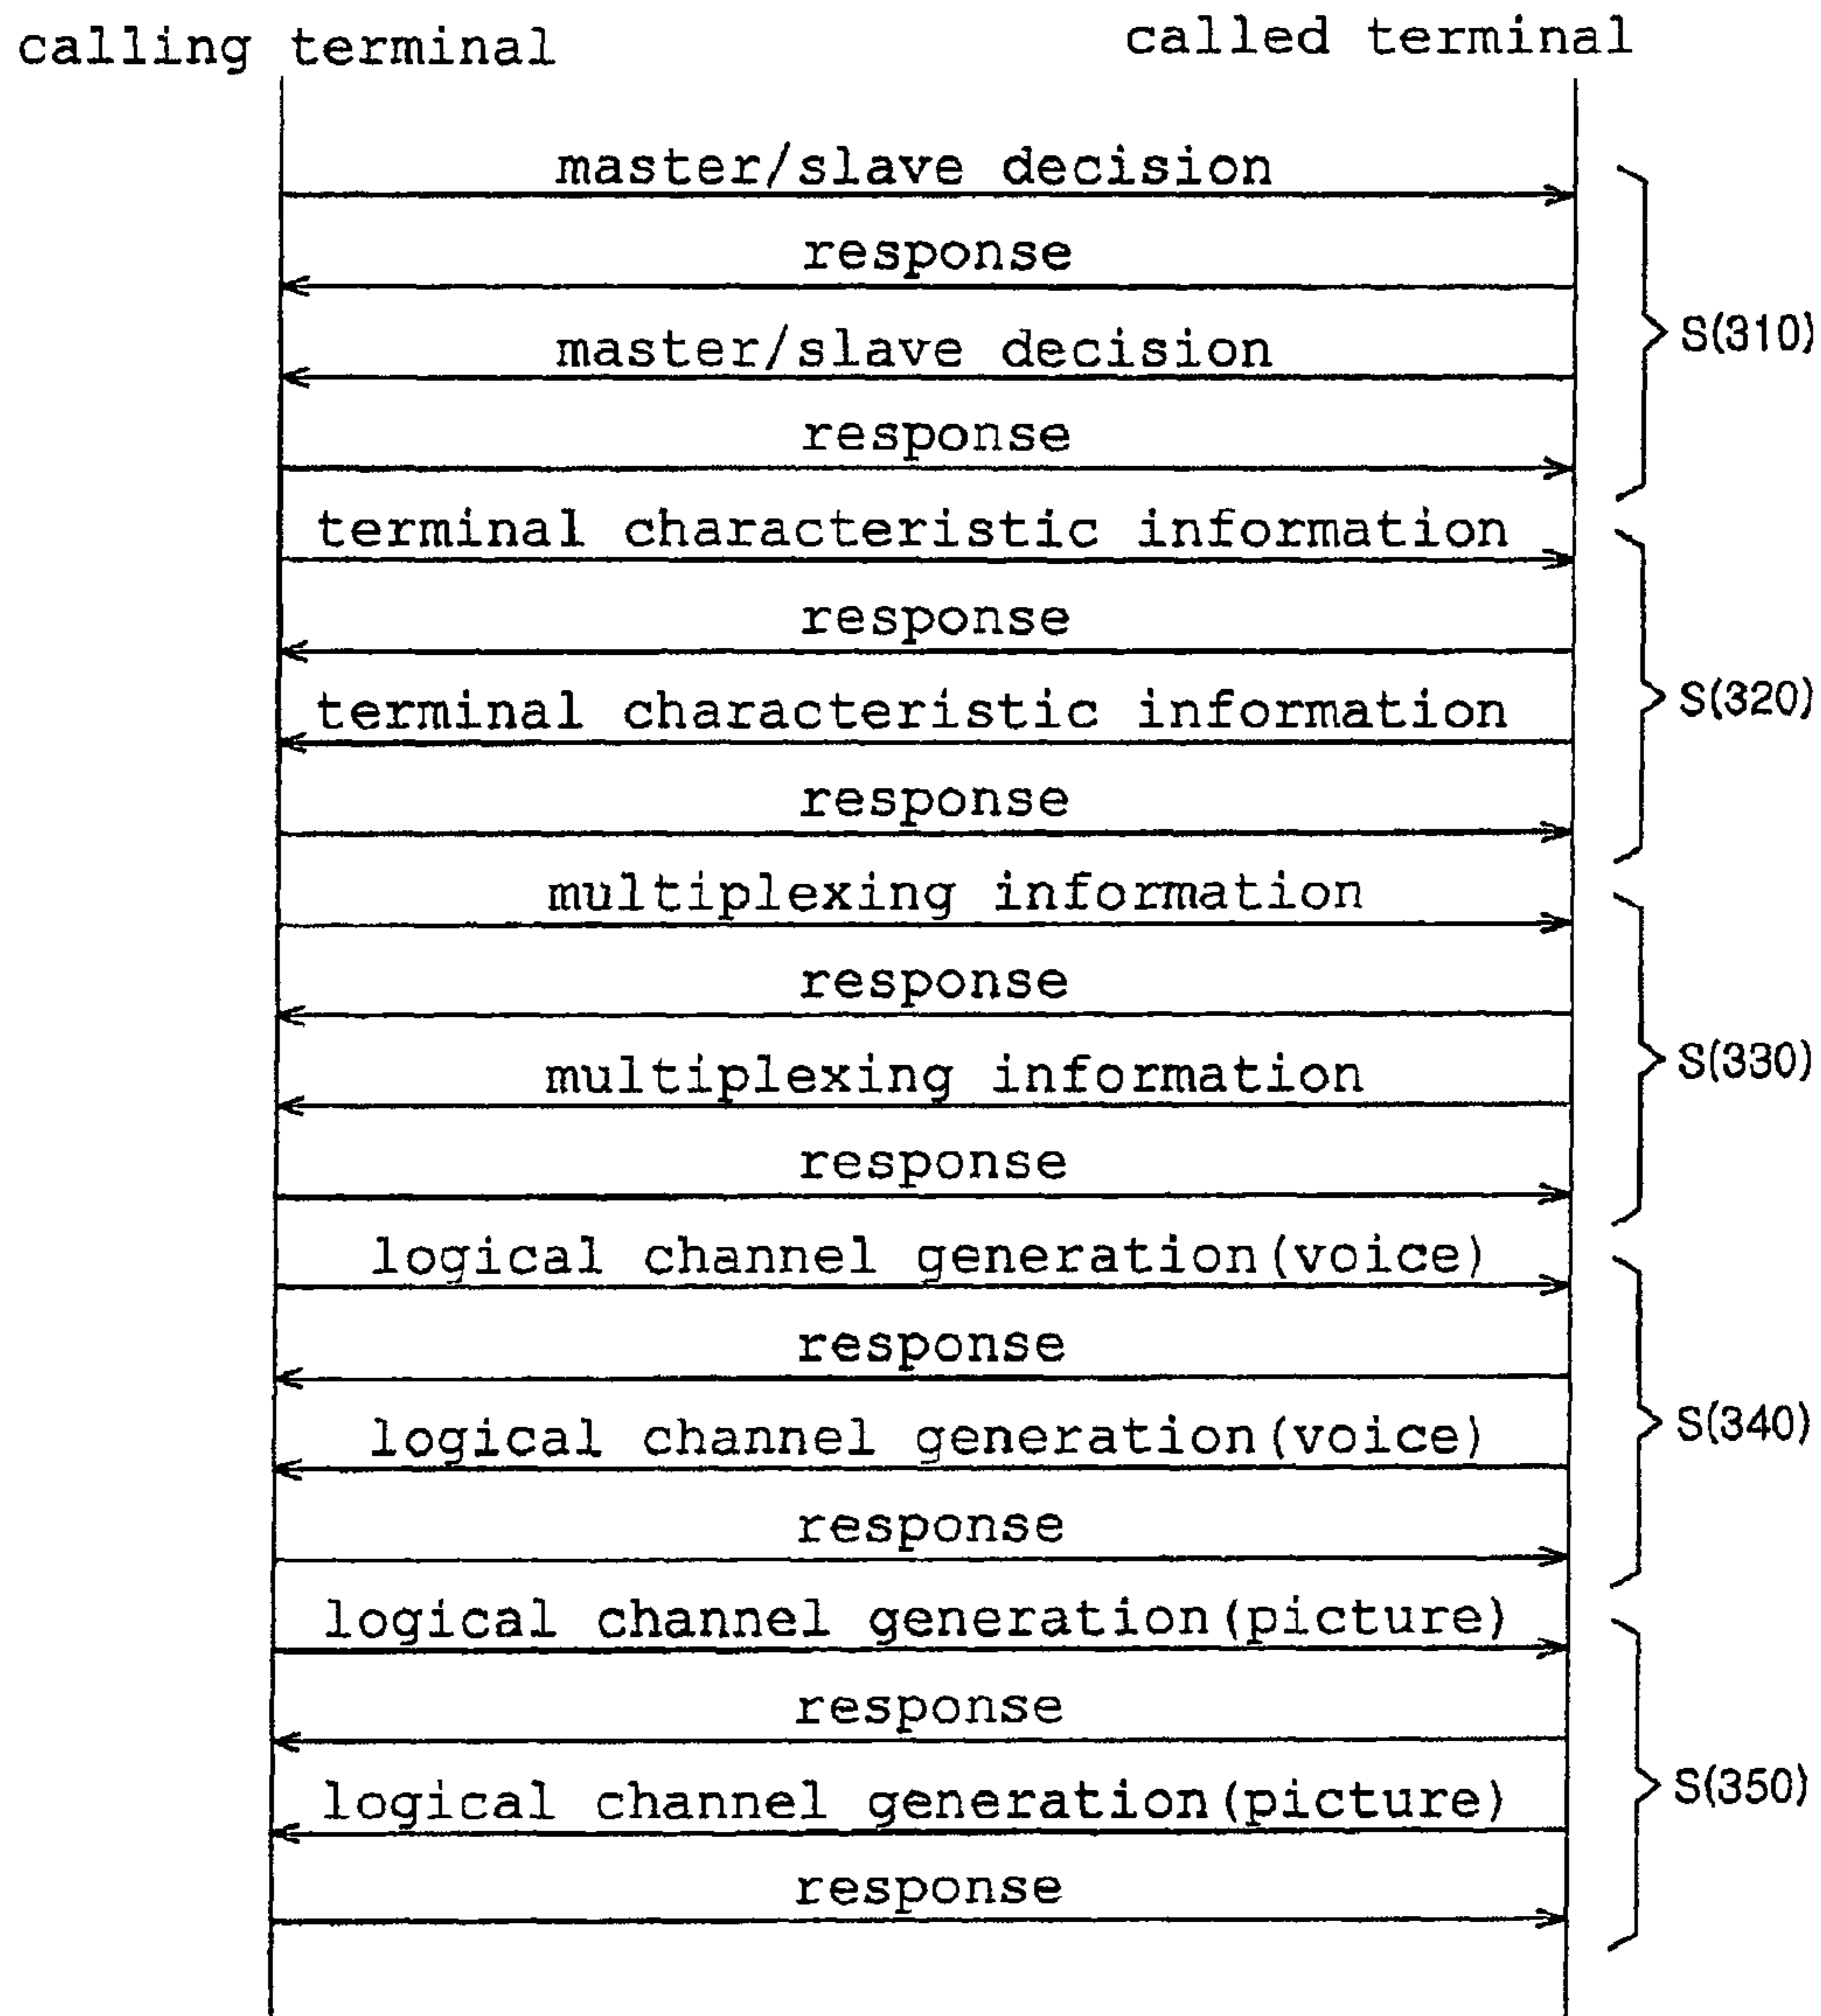 calling terminal
called terminal
master/slave decision
response
master/slave decision
response
S(310)
terminal characteristic information
response
terminal characteristic information
response
S(320)
multiplexing information
response
multiplexing information
response
S(330)
logical channel generation(voice)
response
logical channel generation(voice)
response
S(340)
logical channel generation(picture)
response
logical channel generation(picture)
response
S(350)